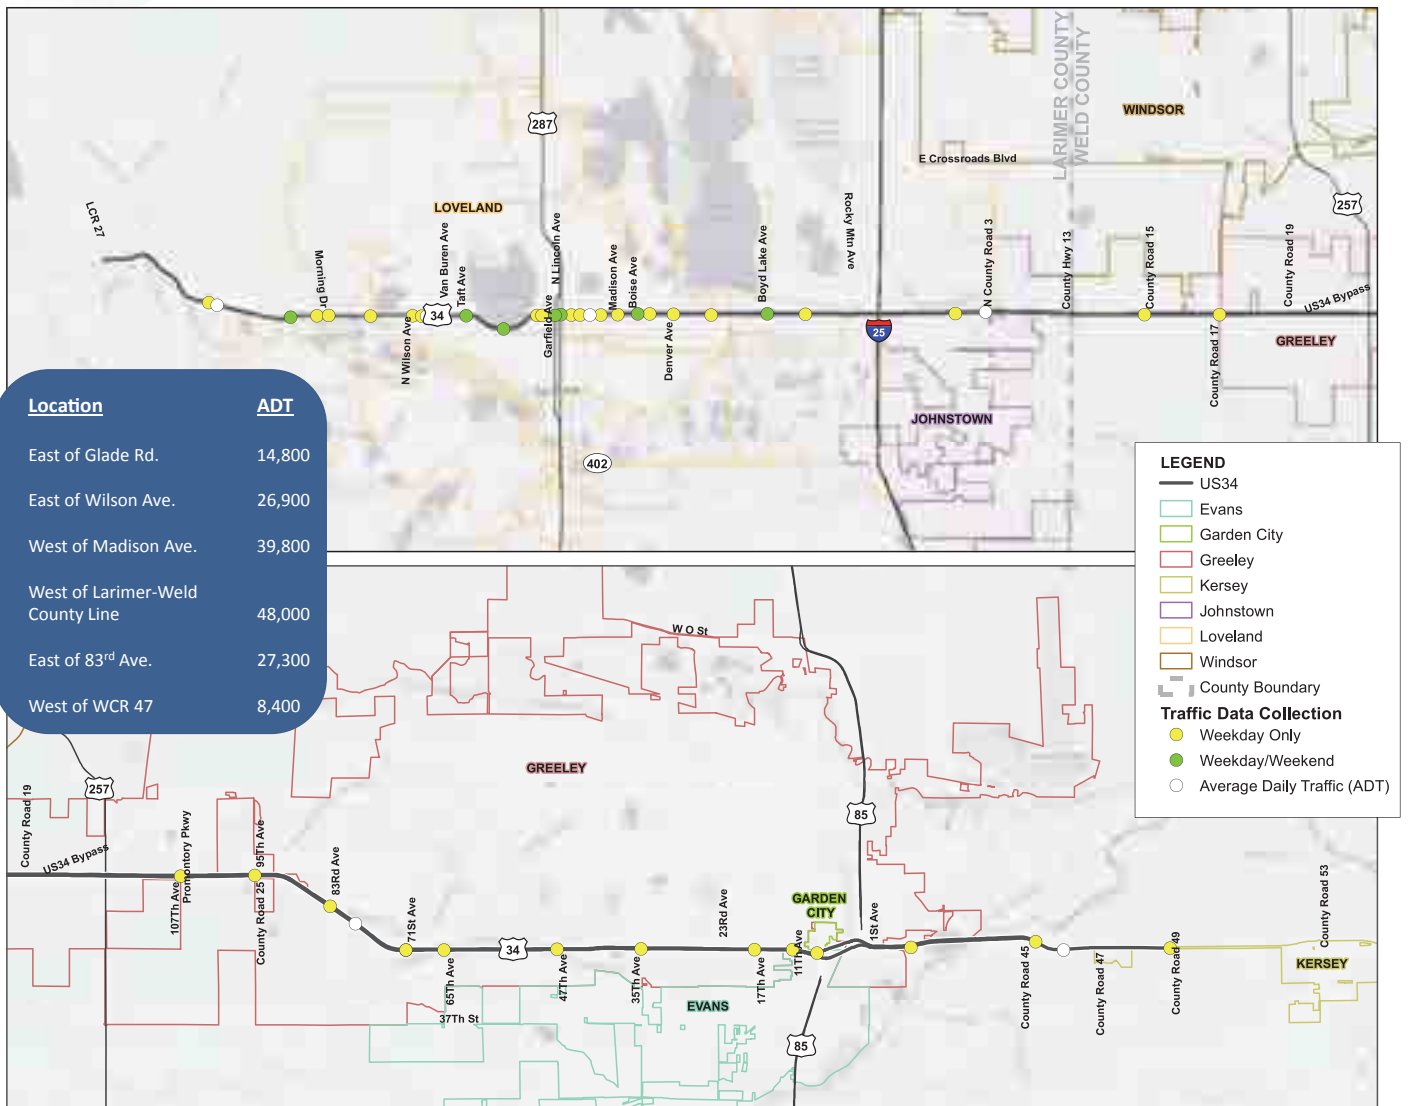 LARIMER COUNTY
WELD COUNTY
WINDSOR
287
E Crossroads Blvd
LCR 27
LOVELAND
N Lincoln Ave
Rocky Mtn Ave
N County Road 3
County Hwy 13
County Road 15
257
County Road 19
Morning Dr
Van Buren Ave
Taft Ave
Madison Ave
Boise Ave
Boyd Lake Ave
US34 Bypass
34
N Wilson Ave
Garfield Ave
Denver Ave
25
County Road 17
GREELEY
JOHNSTOWN
402
Location ADT
East of Glade Rd. 14,800
East of Wilson Ave. 26,900
West of Madison Ave. 39,800
West of Larimer-Weld
County Line 48,000
East of 83rd Ave. 27,300
West of WCR 47 8,400
LEGEND
US34
Evans
Garden City
Greeley
Kersey
Johnstown
Loveland
Windsor
County Boundary
Traffic Data Collection
Weekday Only
Weekday/Weekend
Average Daily Traffic (ADT)
W O St
GREELEY
257
85
County Road 19
US34 Bypass
107Th Ave
Promontory Pkwy
95Th Ave
County Road 25
83Rd Ave
71St Ave
34
65Th Ave
37Th St
47Th Ave
35Th Ave
23Rd Ave
17Th Ave
11Th Ave
GARDEN
CITY
1St Ave
EVANS
85
County Road 45
County Road 47
County Road 49
County Road 53
KERSEY